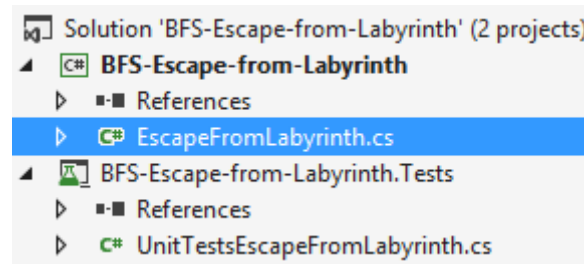 Solution 'BFS-Escape-from-Labyrinth' (2 projects)
C# BFS-Escape-from-Labyrinth
References
C# EscapeFromLabyrinth.cs
BFS-Escape-from-Labyrinth.Tests
References
C# UnitTestsEscapeFromLabyrinth.cs